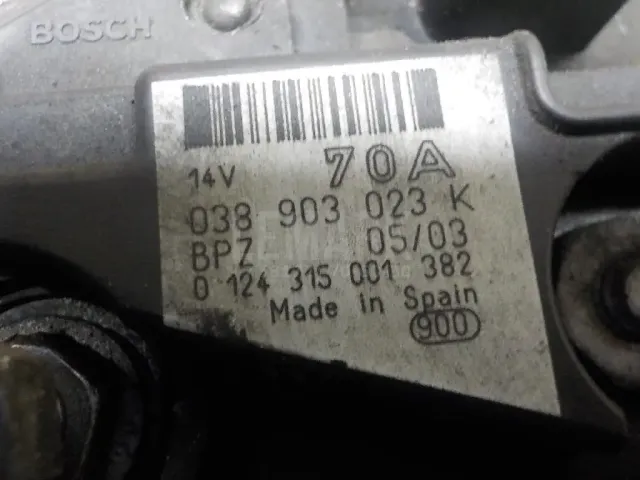 BOSCH
14V 70A
038 903 023 K
BPZ 05/03
0 124 315 001 382
Made in Spain
900